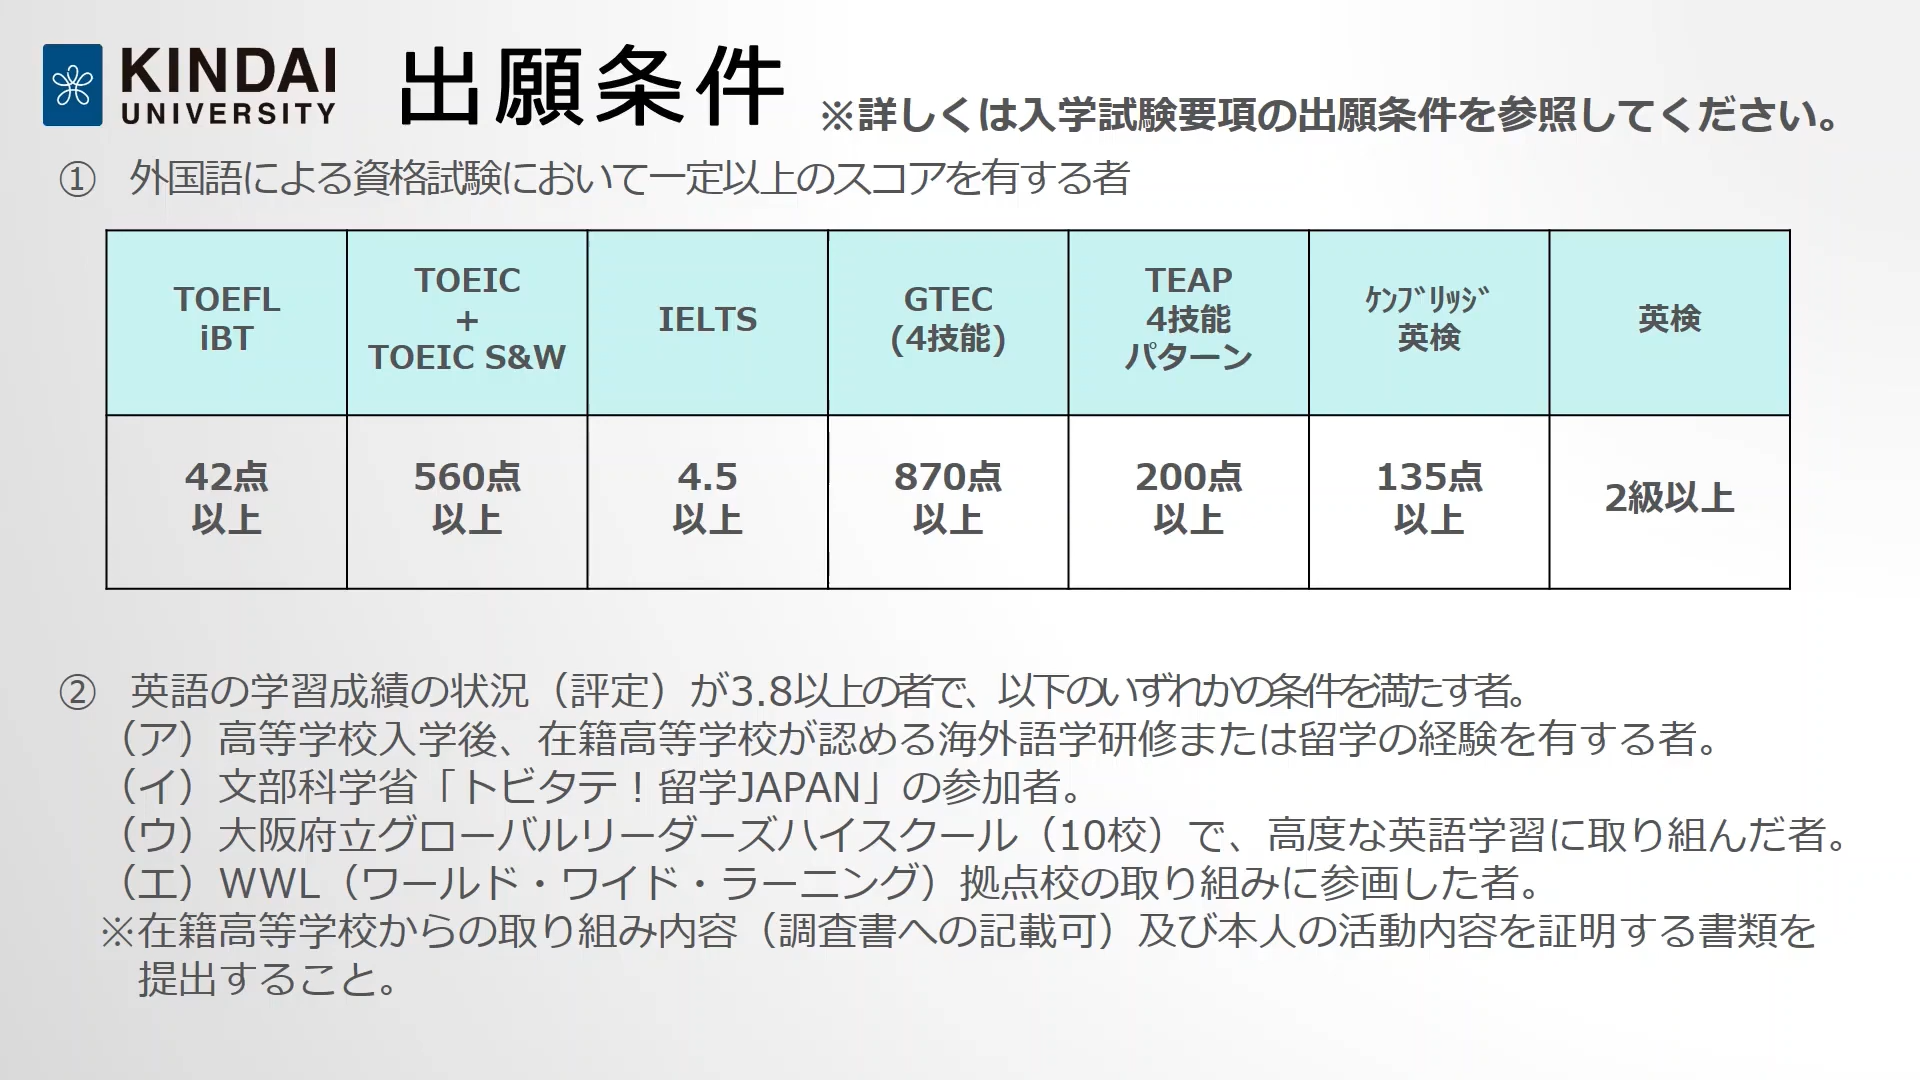 KINDAI
UNIVERSITY
出願条件
※詳しくは入学試験要項の出願条件を参照してください。
① 外国語による資格試験において一定以上のスコアを有する者
TOEFL
iBT
TOEIC
+
TOEIC S&W
IELTS
GTEC
(4技能)
TEAP
4技能
パターン
ｹﾝﾌﾞﾘｯｼﾞ
英検
英検
42点
以上
560点
以上
4.5
以上
870点
以上
200点
以上
135点
以上
2級以上
② 英語の学習成績の状況（評定）が3.8以上の者で、以下のいずれかの条件を満たす者。
（ア）高等学校入学後、在籍高等学校が認める海外語学研修または留学の経験を有する者。
（イ）文部科学省「トビタテ！留学JAPAN」の参加者。
（ウ）大阪府立グローバルリーダーズハイスクール（10校）で、高度な英語学習に取り組んだ者。
（エ）WWL（ワールド・ワイド・ラーニング）拠点校の取り組みに参画した者。
※在籍高等学校からの取り組み内容（調査書への記載可）及び本人の活動内容を証明する書類を
提出すること。